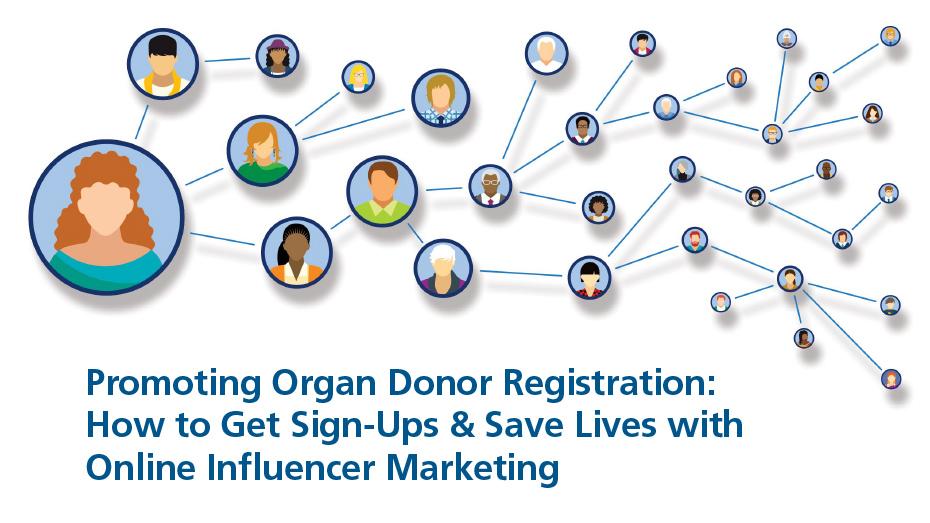 Promoting Organ Donor Registration:
How to Get Sign-Ups & Save Lives with
Online Influencer Marketing